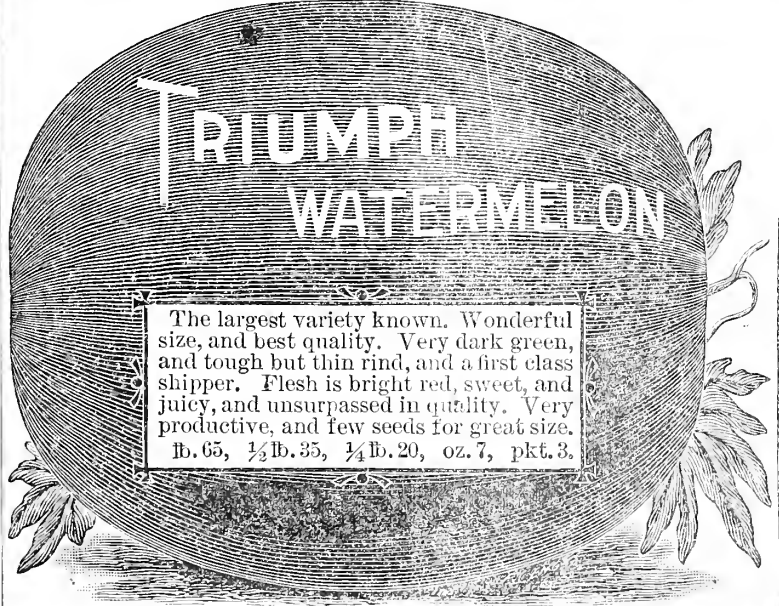 TRIUMPH
WATERMELON
The largest variety known. Wonderful
size, and best quality. Very dark green,
and tough but thin rind, and a first class
shipper. Flesh is bright red, sweet, and
juicy, and unsurpassed in quality. Very
productive, and few seeds for great size.
lb. 65, ½ lb. 35, ¼ lb. 20, oz. 7, pkt. 3.